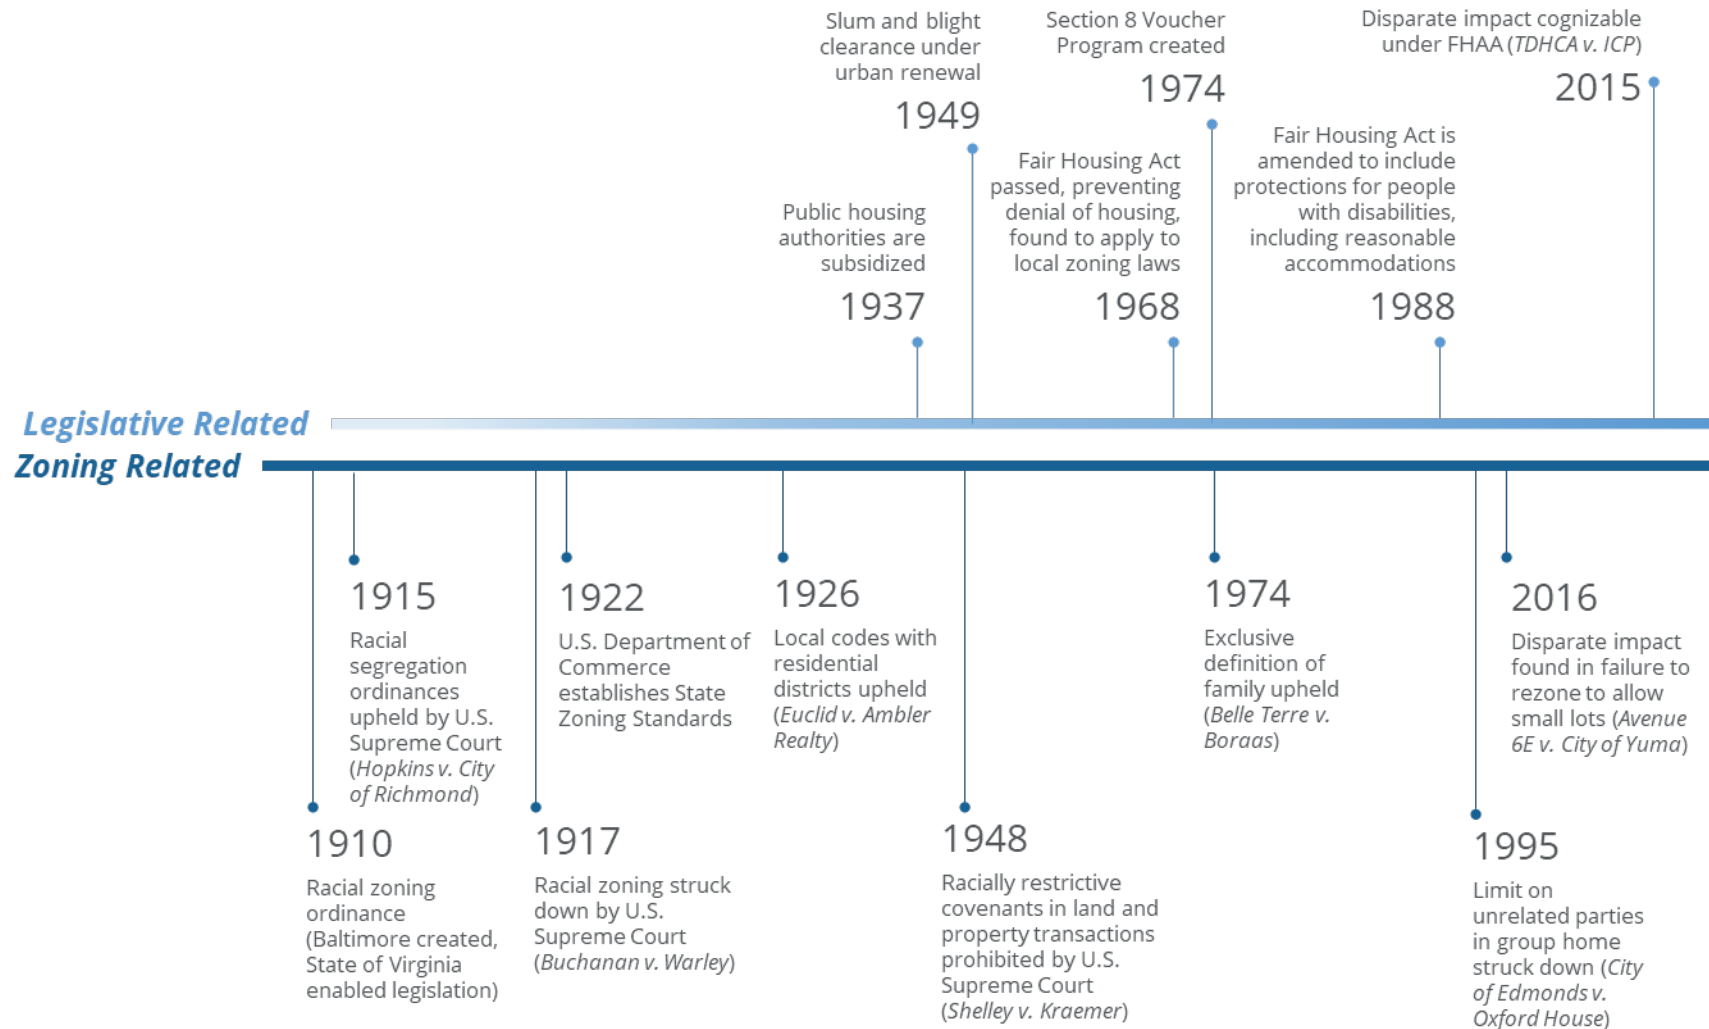 Slum and blight
clearance under
urban renewal
1949
Section 8 Voucher
Program created
1974
Disparate impact cognizable
under FHAA (TDHCA v. ICP)
2015
Public housing
authorities are
subsidized
1937
Fair Housing Act
passed, preventing
denial of housing,
found to apply to
local zoning laws
1968
Fair Housing Act is
amended to include
protections for people
with disabilities,
including reasonable
accommodations
1988
Legislative Related
Zoning Related
1915
Racial
segregation
ordinances
upheld by U.S.
Supreme Court
(Hopkins v. City
of Richmond)
1922
U.S. Department of
Commerce
establishes State
Zoning Standards
1926
Local codes with
residential
districts upheld
(Euclid v. Ambler
Realty)
1974
Exclusive
definition of
family upheld
(Belle Terre v.
Boraas)
2016
Disparate impact
found in failure to
rezone to allow
small lots (Avenue
6E v. City of Yuma)
1910
Racial zoning
ordinance
(Baltimore created,
State of Virginia
enabled legislation)
1917
Racial zoning struck
down by U.S.
Supreme Court
(Buchanan v. Warley)
1948
Racially restrictive
covenants in land and
property transactions
prohibited by U.S.
Supreme Court
(Shelley v. Kraemer)
1995
Limit on
unrelated parties
in group home
struck down (City
of Edmonds v.
Oxford House)